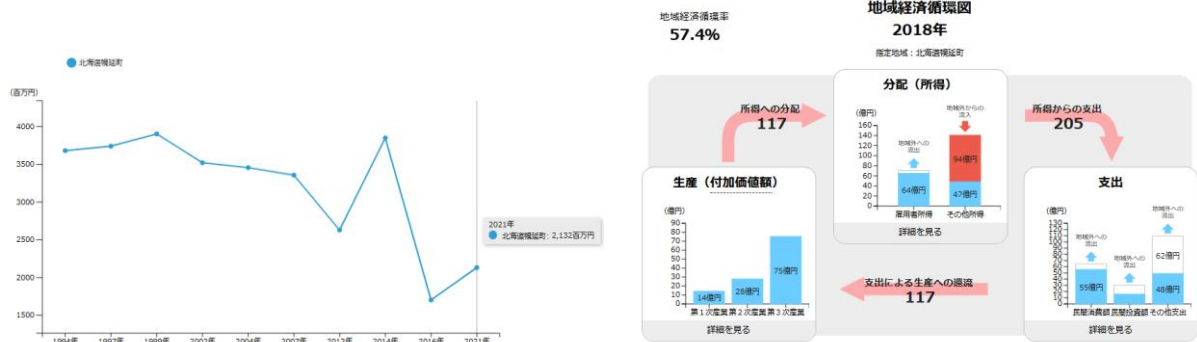 北海道幌延町
(百万円)
4000
3500
3000
2500
2000
1500
1994年 1997年 1999年 2002年 2004年 2007年 2012年 2014年 2016年 2021年
2021年
北海道幌延町: 2,132百万円
地域経済循環率
57.4%
地域経済循環図
2018年
指定地域:北海道幌延町
分配(所得)
(億円)
160
140
120
100
80
60
40
20
0
地域外への
流出
地域外からの
流入
64億円
94億円
47億円
雇用者所得 その他所得
詳細を見る
所得への分配
117
所得からの支出
205
生産(付加価値額)
(億円)
90
80
70
60
50
40
30
20
10
0
14億円
28億円
75億円
第1次産業 第2次産業 第3次産業
詳細を見る
支出による生産への還流
117
支出
(億円)
130
120
110
100
90
80
70
60
50
40
30
20
10
0
地域外への
流出
地域外への
流出
地域外への
流出
55億円
62億円
48億円
民間消費額 民間投資額 その他支出
詳細を見る